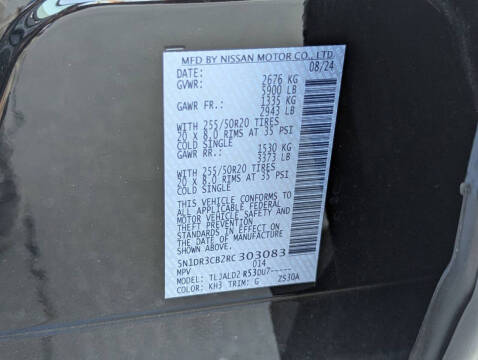 MFD BY NISSAN MOTOR CO., LTD
DATE: 08/24
GVWR: 2676 KG
5900 LB
GAWR FR.: 1335 KG
2943 LB
WITH 255/50R20 TIRES
20 x 8.0 RIMS AT 35 PSI
COLD SINGLE
GAWR RR.: 1530 KG
3373 LB
WITH 255/50R20 TIRES
20 x 8.0 RIMS AT 35 PSI
COLD SINGLE
THIS VEHICLE CONFORMS TO
ALL APPLICABLE FEDERAL
MOTOR VEHICLE SAFETY AND
THEFT PREVENTION
STANDARDS IN EFFECT ON
THE DATE OF MANUFACTURE
5N1DR3CB2RC303083
MPV 014
MODEL: TLJALD2 R53DU7-----
COLOR: KH3 TRIM: G ZS30A